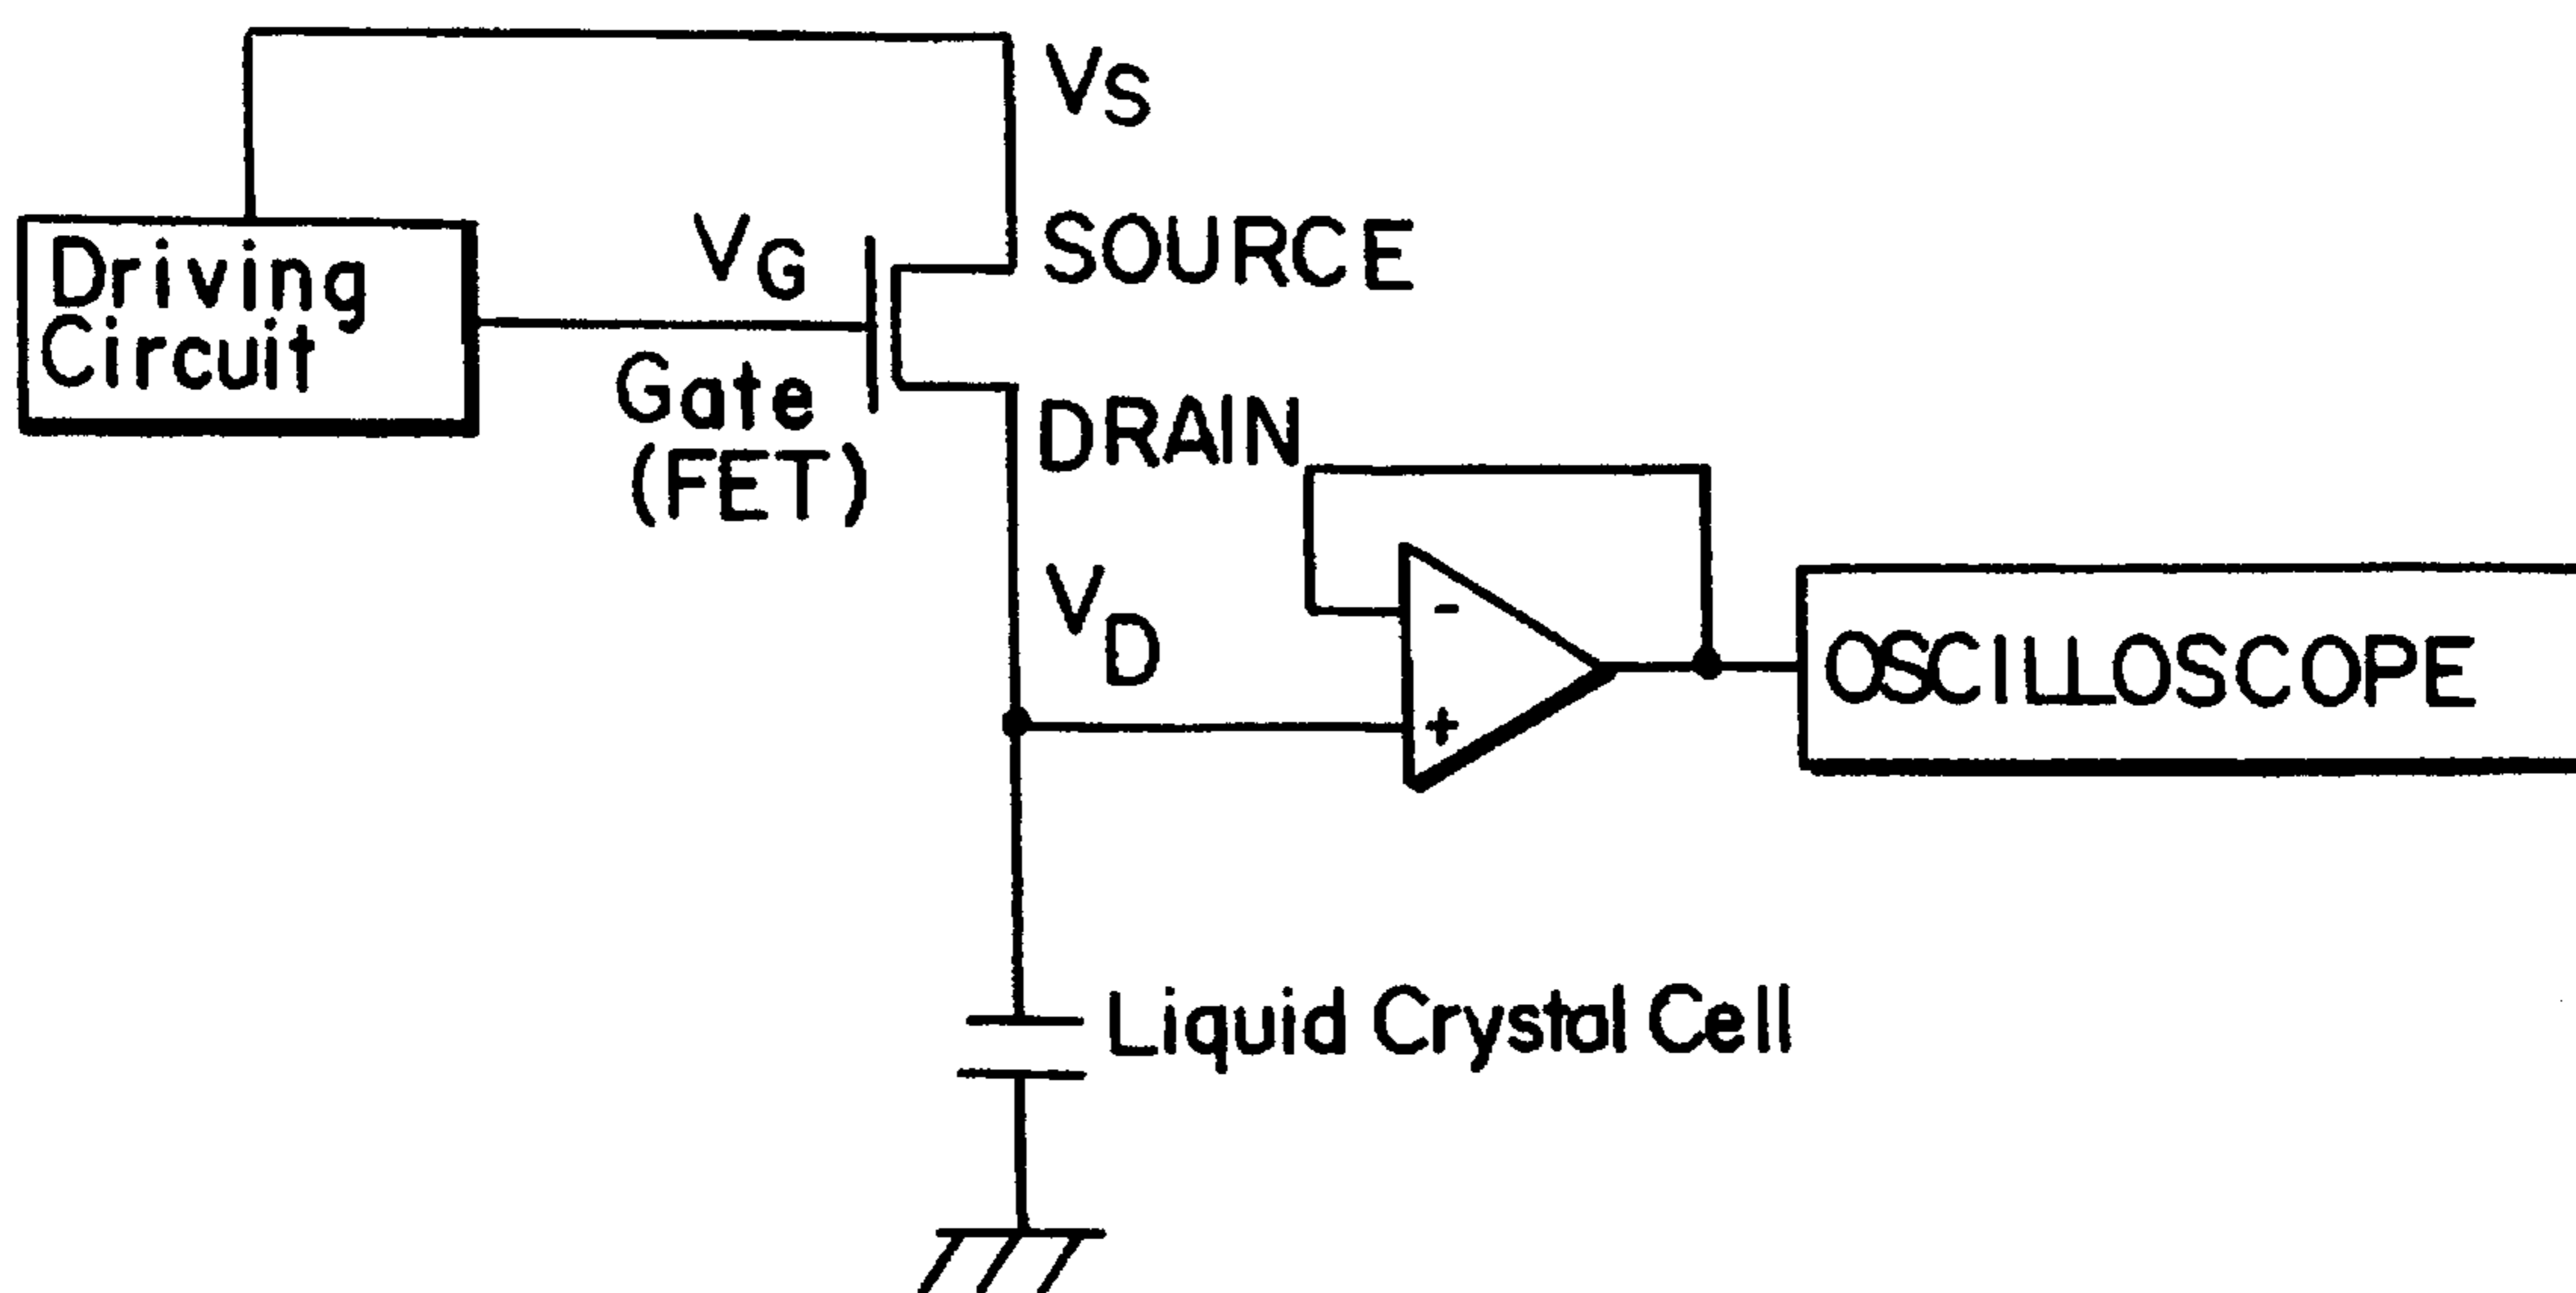 VS
Driving
Circuit
VG
SOURCE
Gate
(FET)
DRAIN
VD
-
+
OSCILLOSCOPE
Liquid Crystal Cell